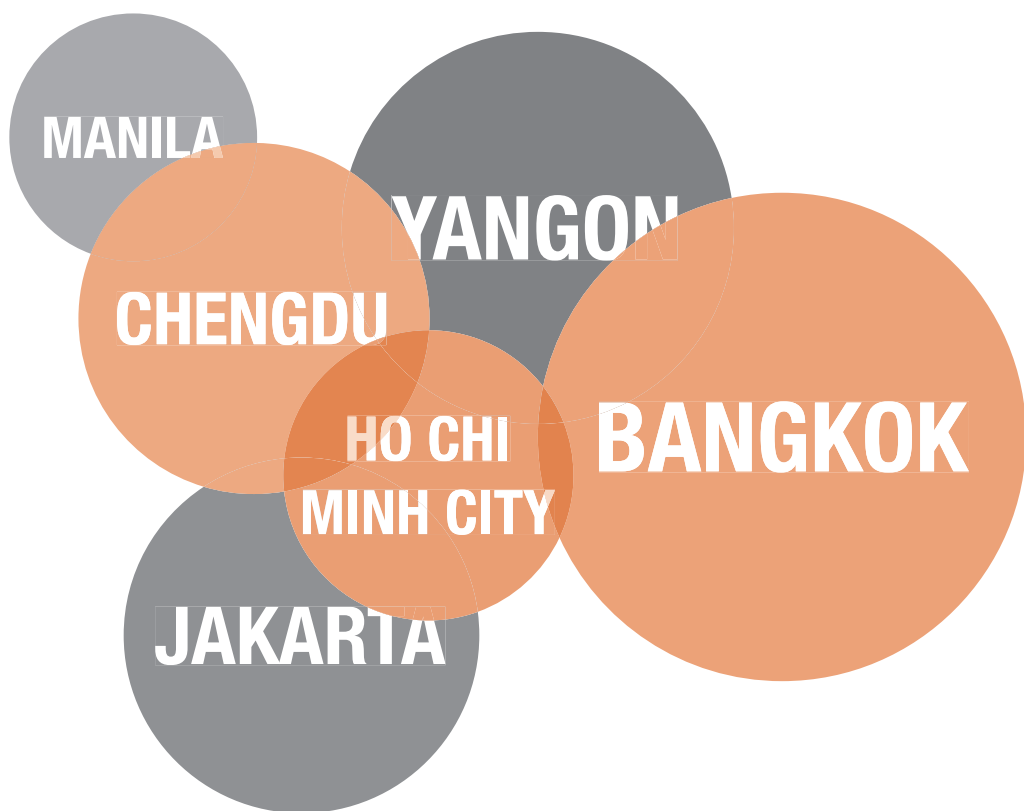 MANILA
YANGON
CHENGDU
BANGKOK
HO CHI
MINH CITY
JAKARTA